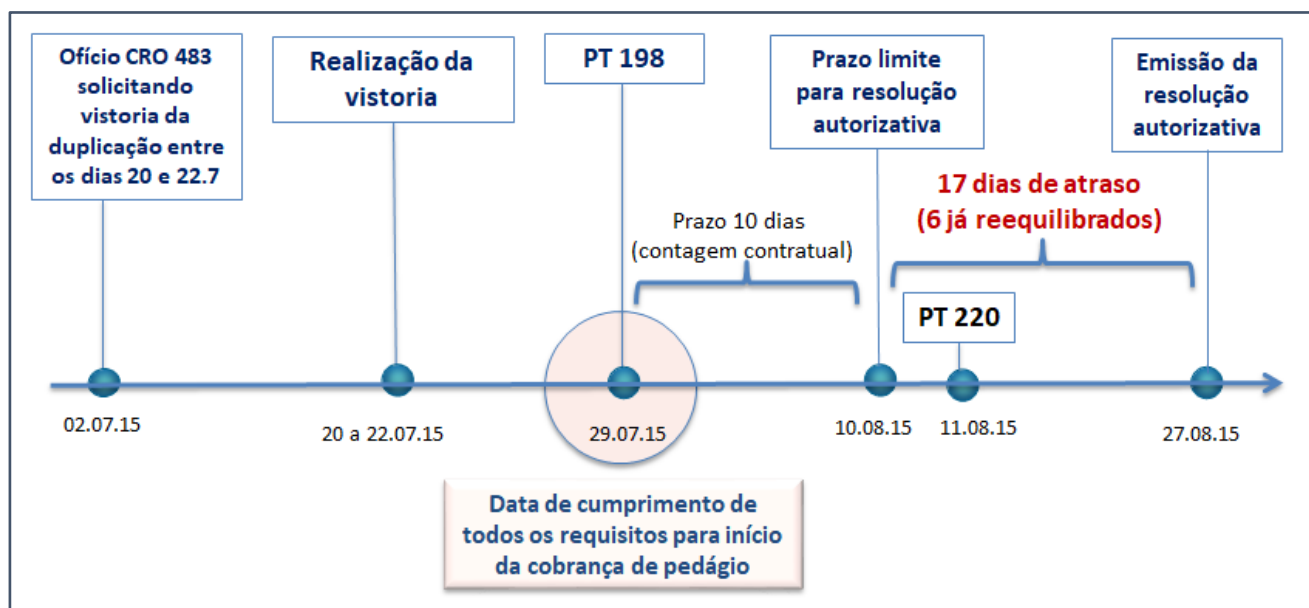 Ofício CRO 483
solicitando
vistoria da
duplicação entre
os dias 20 e 22.7
Realização da
vistoria
PT 198
Prazo limite
para resolução
autorizativa
Emissão da
resolução
autorizativa
17 dias de atraso
(6 já reequilibrados)
Prazo 10 dias
(contagem contratual)
PT 220
02.07.15
20 a 22.07.15
29.07.15
10.08.15
11.08.15
27.08.15
Data de cumprimento de
todos os requisitos para início
da cobrança de pedágio